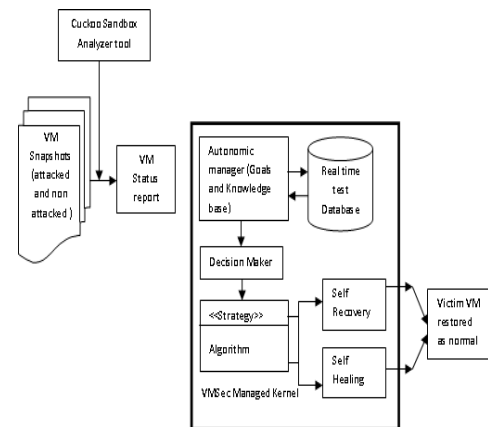 Cuckoo Sandbox
Analyzer tool
VM
Snapshots
(attacked
and non
attacked )
VM
Status
report
Autonomic
manager (Goals
and Knowledge
base)
Real time
test
Database
Decision Maker
<<Strategy>>
Algorithm
Self
Recovery
Self
Healing
VMSec Managed Kernel
Victim VM
restored
as normal